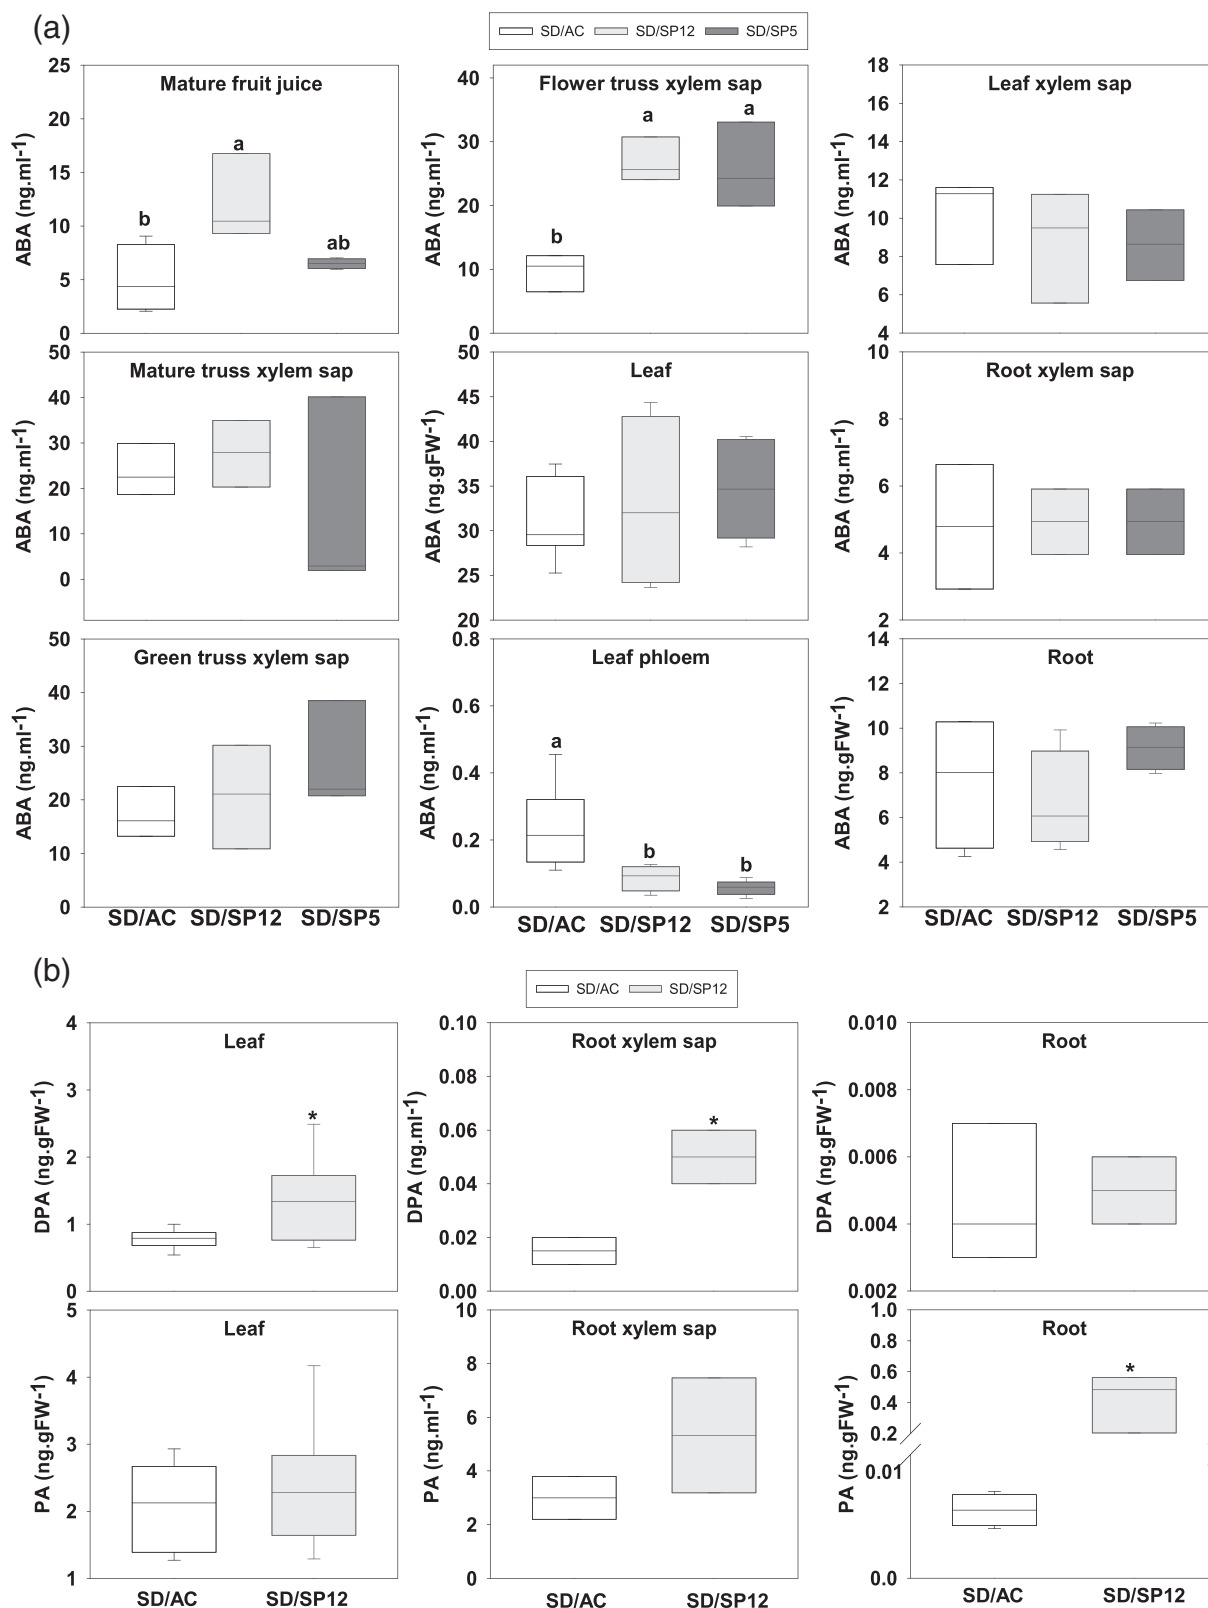 (a)
SD/AC SD/SP12 SD/SP5
Mature fruit juice
ABA (ng.ml-1)
25
20
15
10
5
0
b
a
ab
Flower truss xylem sap
ABA (ng.ml-1)
40
30
20
10
0
b
a
a
Leaf xylem sap
ABA (ng.ml-1)
18
16
14
12
10
8
6
4
Mature truss xylem sap
ABA (ng.ml-1)
50
40
30
20
10
0
Leaf
ABA (ng.gFW-1)
50
45
40
35
30
25
20
Root xylem sap
ABA (ng.ml-1)
10
8
6
4
2
Green truss xylem sap
ABA (ng.ml-1)
50
40
30
20
10
0
SD/AC SD/SP12 SD/SP5
Leaf phloem
ABA (ng.ml-1)
0.8
0.6
0.4
0.2
0.0
a
b
b
SD/AC SD/SP12 SD/SP5
Root
ABA (ng.gFW-1)
14
12
10
8
6
4
2
SD/AC SD/SP12 SD/SP5
(b)
SD/AC SD/SP12
Leaf
DPA (ng.gFW-1)
4
3
2
1
0
*
Root xylem sap
DPA (ng.ml-1)
0.10
0.08
0.06
0.04
0.02
0.00
*
Root
DPA (ng.gFW-1)
0.010
0.008
0.006
0.004
0.002
Leaf
PA (ng.gFW-1)
5
4
3
2
1
SD/AC SD/SP12
Root xylem sap
PA (ng.ml-1)
10
8
6
4
2
0
SD/AC SD/SP12
Root
PA (ng.gFW-1)
1.0
0.8
0.6
0.4
0.2
0.01
0.0
*
SD/AC SD/SP12